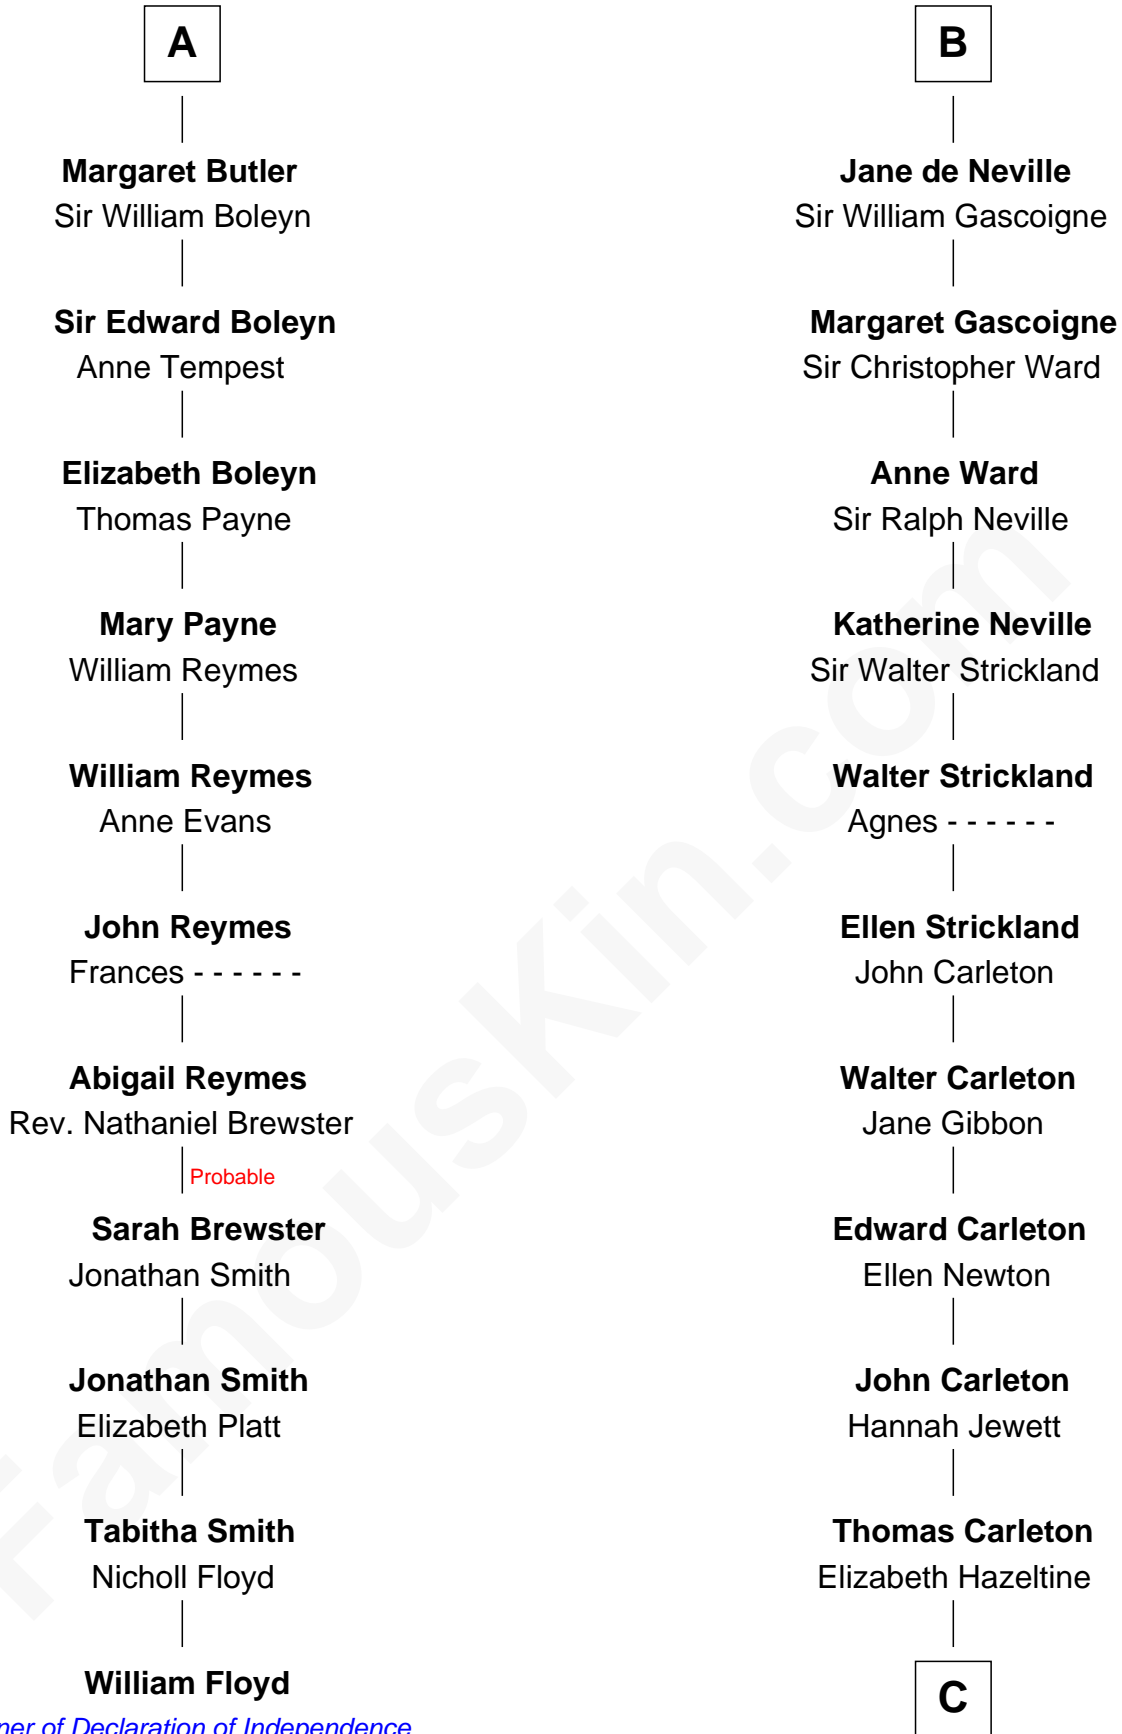 A
Margaret Butler
Sir William Boleyn
Sir Edward Boleyn
Anne Tempest
Elizabeth Boleyn
Thomas Payne
Mary Payne
William Reymes
William Reymes
Anne Evans
John Reymes
Frances - - - - - -
Abigail Reymes
Rev. Nathaniel Brewster
Probable
Sarah Brewster
Jonathan Smith
Jonathan Smith
Elizabeth Platt
Tabitha Smith
Nicholl Floyd
William Floyd
of Declaration of Independence
B
Jane de Neville
Sir William Gascoigne
Margaret Gascoigne
Sir Christopher Ward
Anne Ward
Sir Ralph Neville
Katherine Neville
Sir Walter Strickland
Walter Strickland
Agnes - - - - - -
Ellen Strickland
John Carleton
Walter Carleton
Jane Gibbon
Edward Carleton
Ellen Newton
John Carleton
Hannah Jewett
Thomas Carleton
Elizabeth Hazeltine
C
FamousKin.com